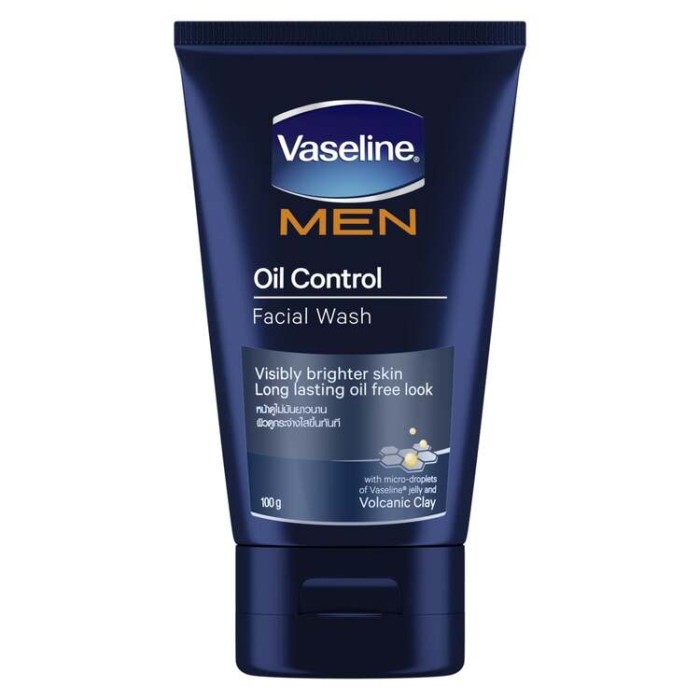 Vaseline®
MEN
Oil Control
Facial Wash
Visibly brighter skin
Long lasting oil free look
หน้าดูไม่มันยาวนาน
ผิวดูกระจ่างใสขึ้นทันที
with micro-droplets
of Vaseline® jelly and
Volcanic Clay
100 g